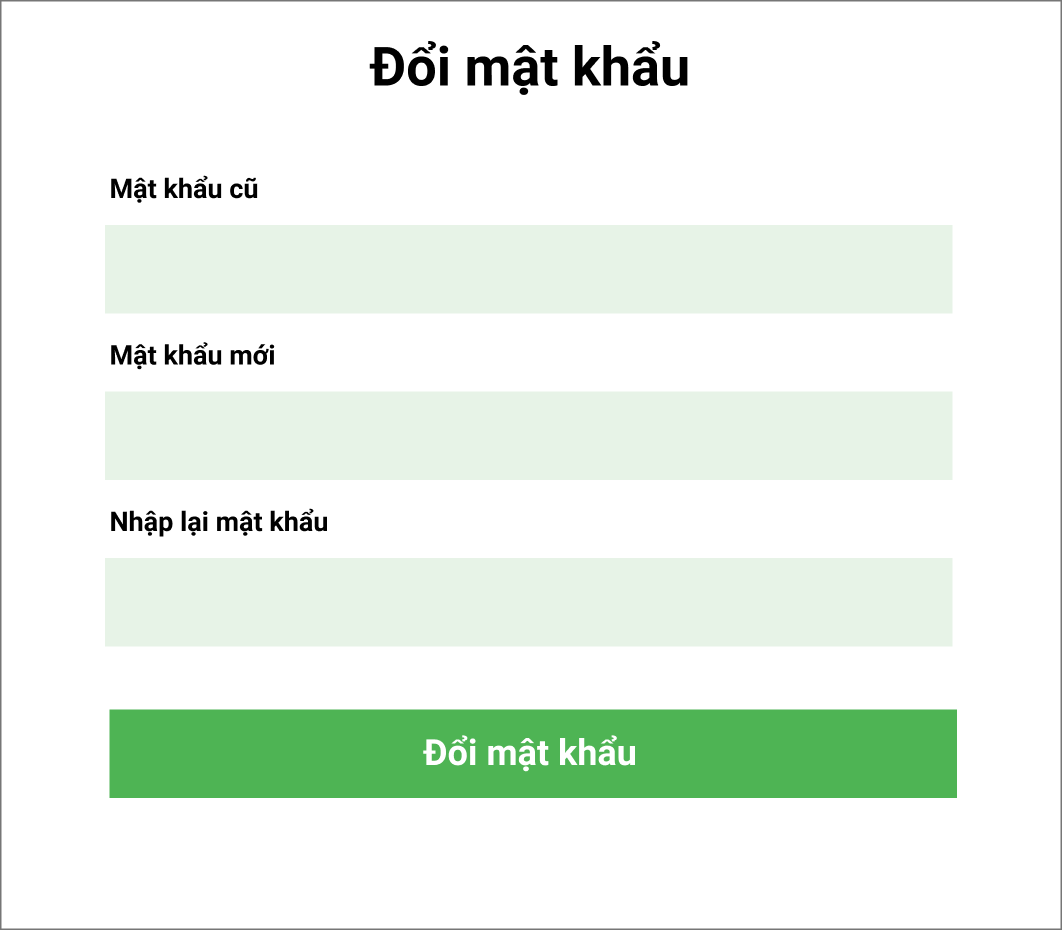 Đổi mật khẩu
Mật khẩu cũ
Mật khẩu mới
Nhập lại mật khẩu
Đổi mật khẩu